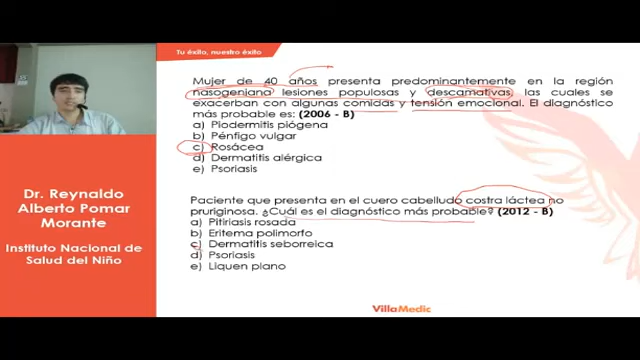 Tu éxito, nuestro éxito
Mujer de 40 años presenta predominantemente en la región
nasogeniana lesiones populosas y descamativas, las cuales se
exacerban con algunas comidas y tensión emocional. El diagnóstico
más probable es: (2006 - B)
a) Piodermitis piógena
b) Pénfigo vulgar
c) Rosácea
d) Dermatitis alérgica
e) Psoriasis
Paciente que presenta en el cuero cabelludo costra láctea no
pruriginosa. ¿Cuál es el diagnóstico más probable? (2012 - B)
a) Pitiriasis rosada
b) Eritema polimorfo
c) Dermatitis seborreica
d) Psoriasis
e) Liquen plano
Dr. Reynaldo
Alberto Pomar
Morante
Instituto Nacional de
Salud del Niño
VillaMedic